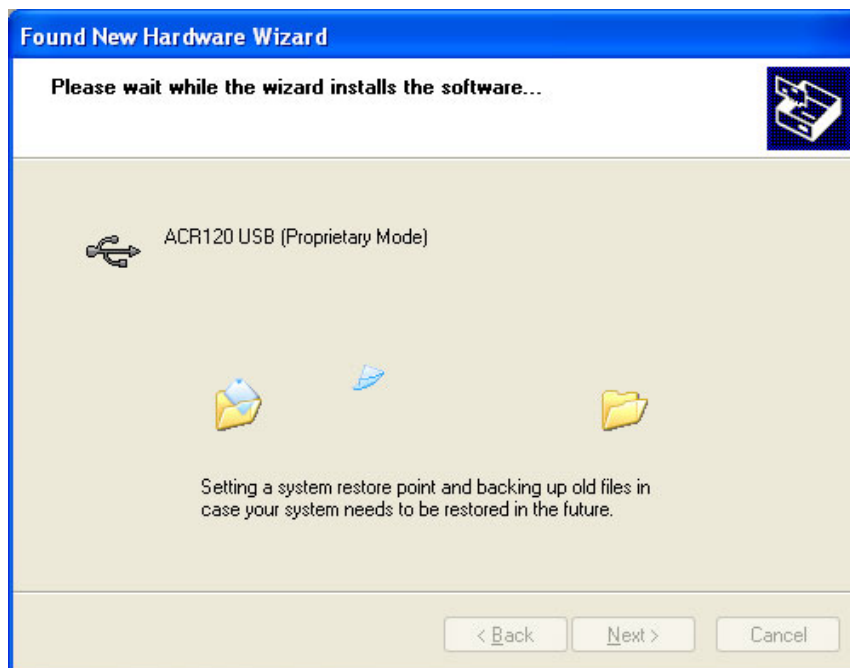 Found New Hardware Wizard
Please wait while the wizard installs the software...
ACR120 USB (Proprietary Mode)
Setting a system restore point and backing up old files in
case your system needs to be restored in the future.
< Back
Next >
Cancel